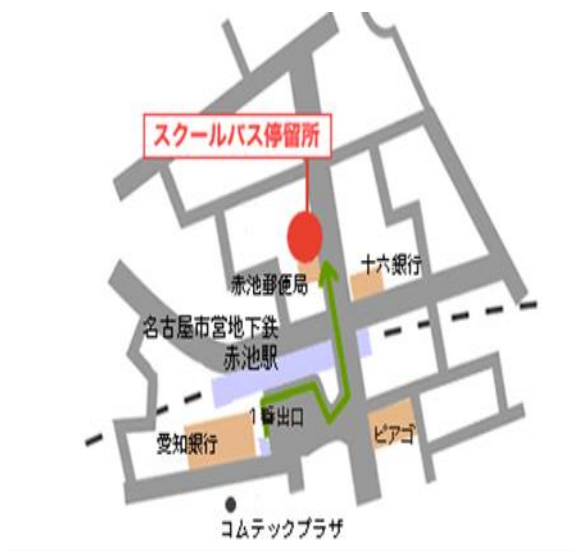 スクールバス停留所
赤池郵便局
十六銀行
名古屋市営地下鉄
赤池駅
1番出口
愛知銀行
ピアゴ
コムテックプラザ